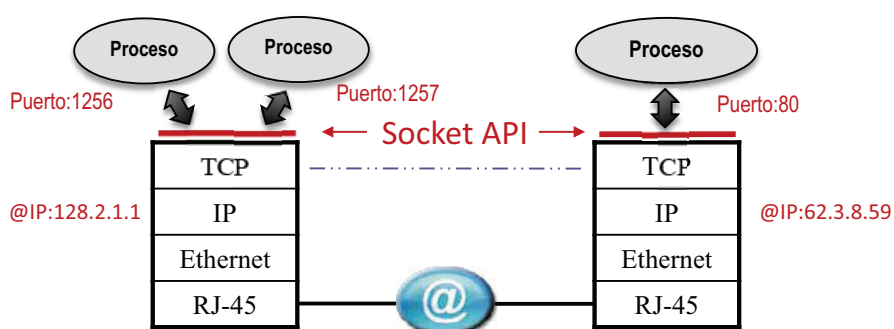 Proceso
Proceso
Proceso
Puerto:1256
Puerto:1257
Puerto:80
Socket API
TCP
TCP
@IP:128.2.1.1
IP
IP
@IP:62.3.8.59
Ethernet
Ethernet
RJ-45
@
RJ-45